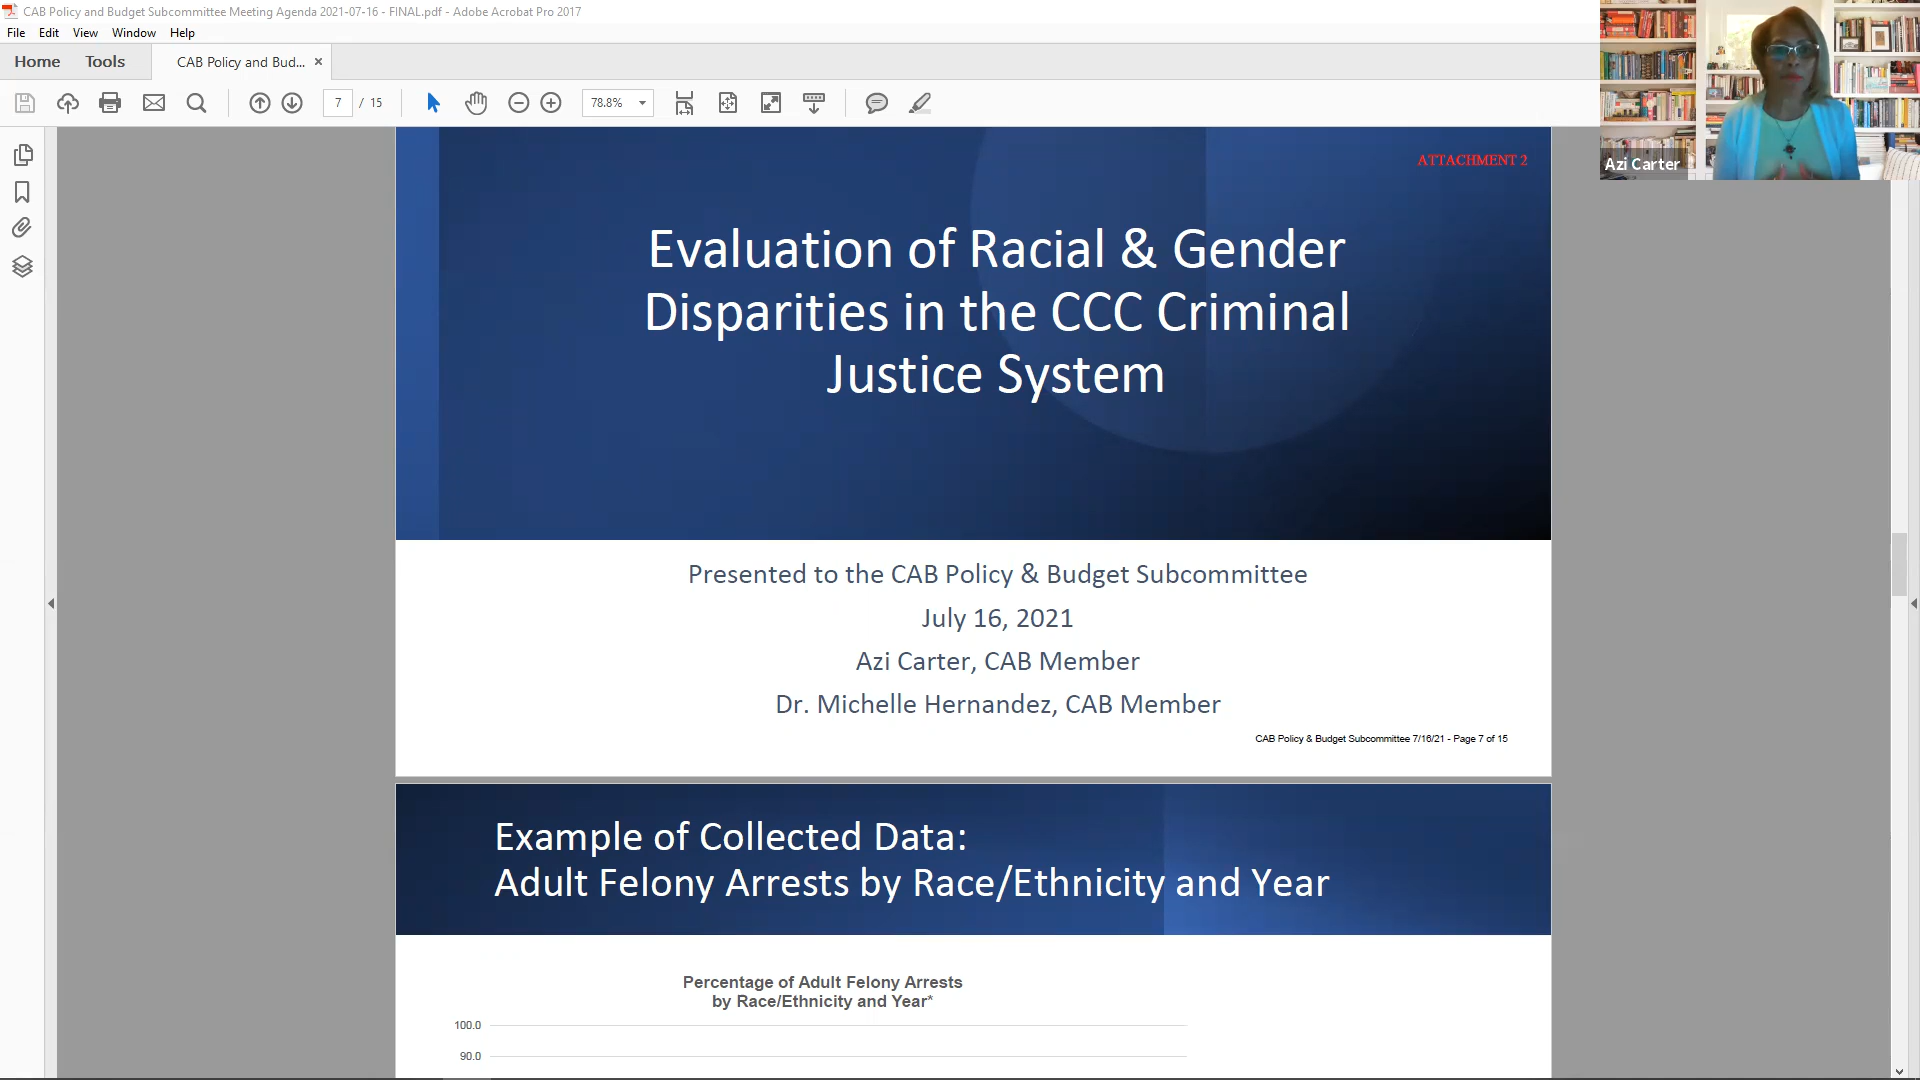 CAB Policy and Budget Subcommittee Meeting Agenda 2021-07-16 - FINAL.pdf - Adobe Acrobat Pro 2017
File Edit View Window Help
Home Tools CAB Policy and Bud... ×
7 / 15 78.8%
Azi Carter
ATTACHMENT 2
Evaluation of Racial & Gender
Disparities in the CCC Criminal
Justice System
Presented to the CAB Policy & Budget Subcommittee
July 16, 2021
Azi Carter, CAB Member
Dr. Michelle Hernandez, CAB Member
CAB Policy & Budget Subcommittee 7/16/21 - Page 7 of 15
Example of Collected Data:
Adult Felony Arrests by Race/Ethnicity and Year
Percentage of Adult Felony Arrests
by Race/Ethnicity and Year*
100.0
90.0